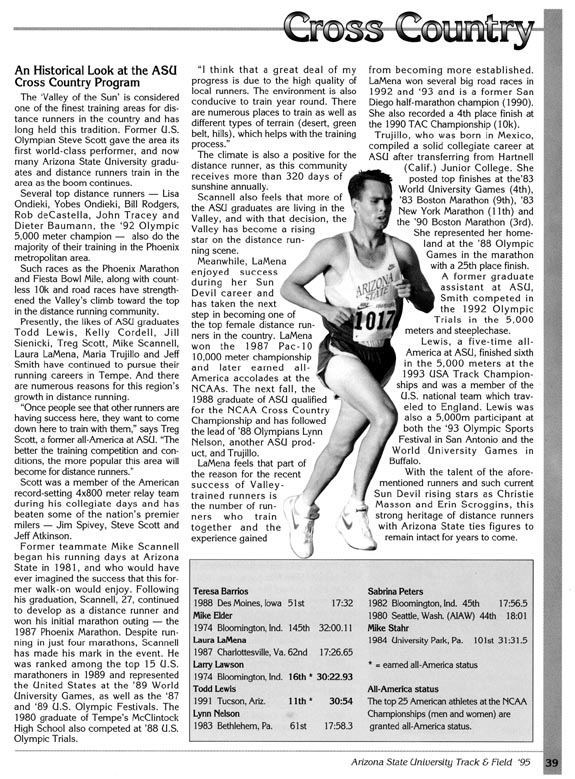 Cross Country
An Historical Look at the ASU
Cross Country Program
The 'Valley of the Sun' is considered
one of the finest training areas for dis-
tance runners in the country and has
long held this tradition. Former U.S.
Olympian Steve Scott gave the area its
first world-class performer, and now
many Arizona State University gradu-
ates and distance runners train in the
area as the boom continues.
Several top distance runners — Lisa
Ondieki, Yobes Ondieki, Bill Rodgers,
Rob deCastella, John Tracey and
Dieter Baumann, the '92 Olympic
5,000 meter champion — also do the
majority of their training in the Phoenix
metropolitan area.
Such races as the Phoenix Marathon
and Fiesta Bowl Mile, along with count-
less 10k and road races have strength-
ened the Valley's climb toward the top
in the distance running community.
Presently, the likes of ASU graduates
Todd Lewis, Kelly Cordell, Jill
Sienicki, Treg Scott, Mike Scannell,
Laura LaMena, Maria Trujillo and Jeff
Smith have continued to pursue their
running careers in Tempe. And there
are numerous reasons for this region's
growth in distance running.
"Once people see that other runners are
having success here, they want to come
down here to train with them," says Treg
Scott, a former all-America at ASU. "The
better the training competition and con-
ditions, the more popular this area will
become for distance runners."
Scott was a member of the American
record-setting 4x800 meter relay team
during his collegiate days and has
beaten some of the nation's premier
milers — Jim Spivey, Steve Scott and
Jeff Atkinson.
Former teammate Mike Scannell
began his running days at Arizona
State in 1981, and who would have
ever imagined the success that this for-
mer walk-on would enjoy. Following
his graduation, Scannell, 27, continued
to develop as a distance runner and
won his initial marathon outing — the
1987 Phoenix Marathon. Despite run-
ning in just four marathons, Scannell
has made his mark in the event. He
was ranked among the top 15 U.S.
marathoners in 1989 and represented
the United States at the '89 World
University Games, as well as the '87
and '89 U.S. Olympic Festivals. The
1980 graduate of Tempe's McClintock
High School also competed at '88 U.S.
Olympic Trials.
"I think that a great deal of my
progress is due to the high quality of
local runners. The environment is also
conducive to train year round. There
are numerous places to train as well as
different types of terrain (desert, green
belt, hills), which helps with the training
process."
The climate is also a positive for the
distance runner, as this community
receives more than 320 days of
sunshine annually.
Scannell also feels that more of
the ASU graduates are living in the
Valley, and with that decision, the
Valley has become a rising
star on the distance run-
ning scene.
Meanwhile, LaMena
enjoyed success
during her Sun
Devil career and
has taken the next
step in becoming one of
the top female distance run-
ners in the country. LaMena
won the 1987 Pac-10
10,000 meter championship
and later earned all-
America accolades at the
NCAAs. The next fall, the
1988 graduate of ASU qualified
for the NCAA Cross Country
Championship and has followed
the lead of '88 Olympians Lynn
Nelson, another ASU prod-
uct, and Trujillo.
LaMena feels that part of
the reason for the recent
success of Valley-
trained runners is
the number of run-
ners who train
together and the
experience gained
from becoming more established.
LaMena won several big road races in
1992 and '93 and is a former San
Diego half-marathon champion (1990).
She also recorded a 4th place finish in
the 1990 TAC Championship (10k).
Trujillo, who was born in Mexico,
compiled a solid collegiate career at
ASU after transferring from Hartnell
(Calif.) Junior College. She
posted top finishes at the'83
World University Games (4th),
'83 Boston Marathon (9th), '83
New York Marathon (11th) and
the '90 Boston Marathon (3rd).
She represented her home-
land at the '88 Olympic
Games in the marathon
with a 25th place finish.
A former graduate
assistant at ASU,
Smith competed in
the 1992 Olympic
Trials in the 5,000
meters and steeplechase.
Lewis, a five-time all-
America at ASU, finished sixth
in the 5,000 meters at the
1993 USA Track Champion-
ships and was a member of the
U.S. national team which trav-
eled to England. Lewis was
also a 5,000m participant at
both the '93 Olympic Sports
Festival in San Antonio and the
World University Games in
Buffalo.
With the talent of the afore-
mentioned runners and such current
Sun Devil rising stars as Christie
Masson and Erin Scroggins, this
strong heritage of distance runners
with Arizona State ties figures to
remain intact for years to come.
ARIZONA
1017
Teresa Barrios
1988 Des Moines, Iowa 51st 17:32
Mike Elder
1974 Bloomington, Ind. 145th 32:00.11
Laura LaMena
1987 Charlottesville, Va. 62nd 17:26.65
Larry Lawson
1974 Bloomington, Ind. 16th * 30:22.93
Todd Lewis
1991 Tucson, Ariz. 11th * 30:54
Lynn Nelson
1983 Bethlehem, Pa. 61st 17:58.3
Sabrina Peters
1982 Bloomington, Ind. 45th 17:56.5
1980 Seattle, Wash. (AIAW) 44th 18:01
Mike Stahr
1984 University Park, Pa. 101st 31:31.5
* = earned all-America status
All-America status
The top 25 American athletes at the NCAA
Championships (men and women) are
granted all-America status.
Arizona State University Track & Field '95 39